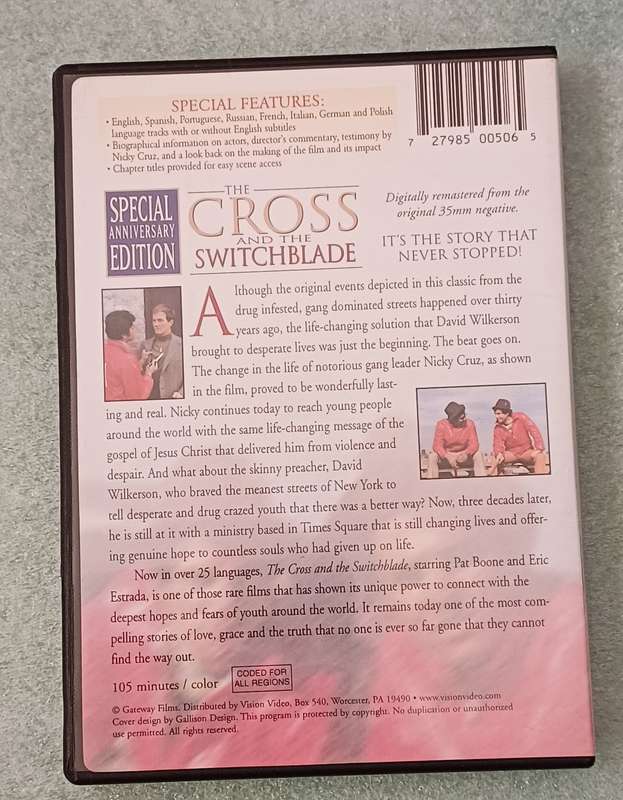 SPECIAL FEATURES:
• English, Spanish, Portuguese, Russian, French, Italian, German and Polish
language tracks with or without English subtitles
• Biographical information on actors, director's commentary, testimony by
Nicky Cruz, and a look back on the making of the film and its impact
• Chapter titles provided for easy scene access
7 27985 00506 5
SPECIAL
ANNIVERSARY
EDITION
THE
CROSS
AND THE
SWITCHBLADE
Digitally remastered from the
original 35mm negative.
IT'S THE STORY THAT
NEVER STOPPED!
Although the original events depicted in this classic from the
drug infested, gang dominated streets happened over thirty
years ago, the life-changing solution that David Wilkerson
brought to desperate lives was just the beginning. The beat goes on.
The change in the life of notorious gang leader Nicky Cruz, as shown
in the film, proved to be wonderfully last-
ing and real. Nicky continues today to reach young people
around the world with the same life-changing message of the
gospel of Jesus Christ that delivered him from violence and
despair. And what about the skinny preacher, David
Wilkerson, who braved the meanest streets of New York to
tell desperate and drug crazed youth that there was a better way? Now, three decades later,
he is still at it with a ministry based in Times Square that is still changing lives and offer-
ing genuine hope to countless souls who had given up on life.
Now in over 25 languages, The Cross and the Switchblade, starring Pat Boone and Eric
Estrada, is one of those rare films that has shown its unique power to connect with the
deepest hopes and fears of youth around the world. It remains today one of the most com-
pelling stories of love, grace and the truth that no one is ever so far gone that they cannot
find the way out.
105 minutes / color
CODED FOR
ALL REGIONS
© Gateway Films. Distributed by Vision Video, Box 540, Worcester, PA 19490 • www.visionvideo.com
Cover design by Gallison Design. This program is protected by copyright. No duplication or unauthorized
use permitted. All rights reserved.